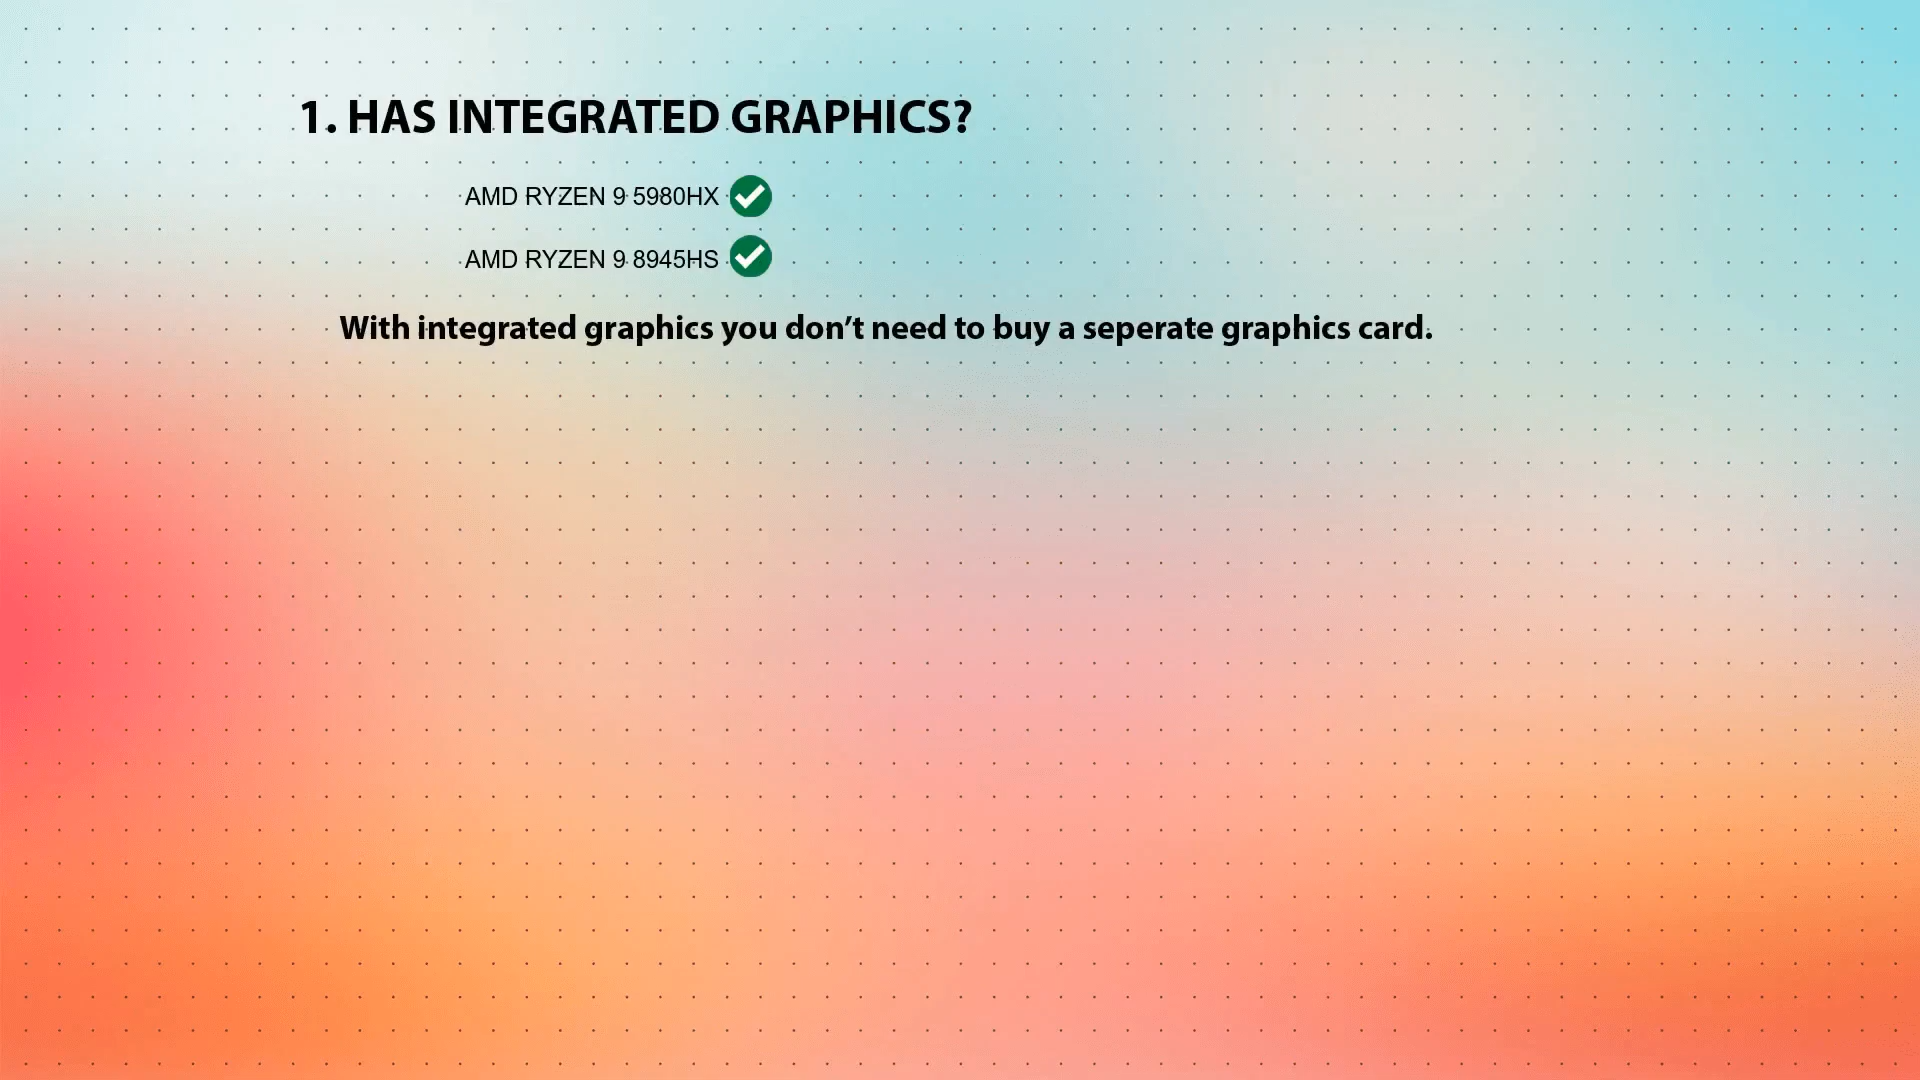 1. HAS INTEGRATED GRAPHICS?
AMD RYZEN 9 5980HX
AMD RYZEN 9 8945HS
With integrated graphics you don’t need to buy a seperate graphics card.